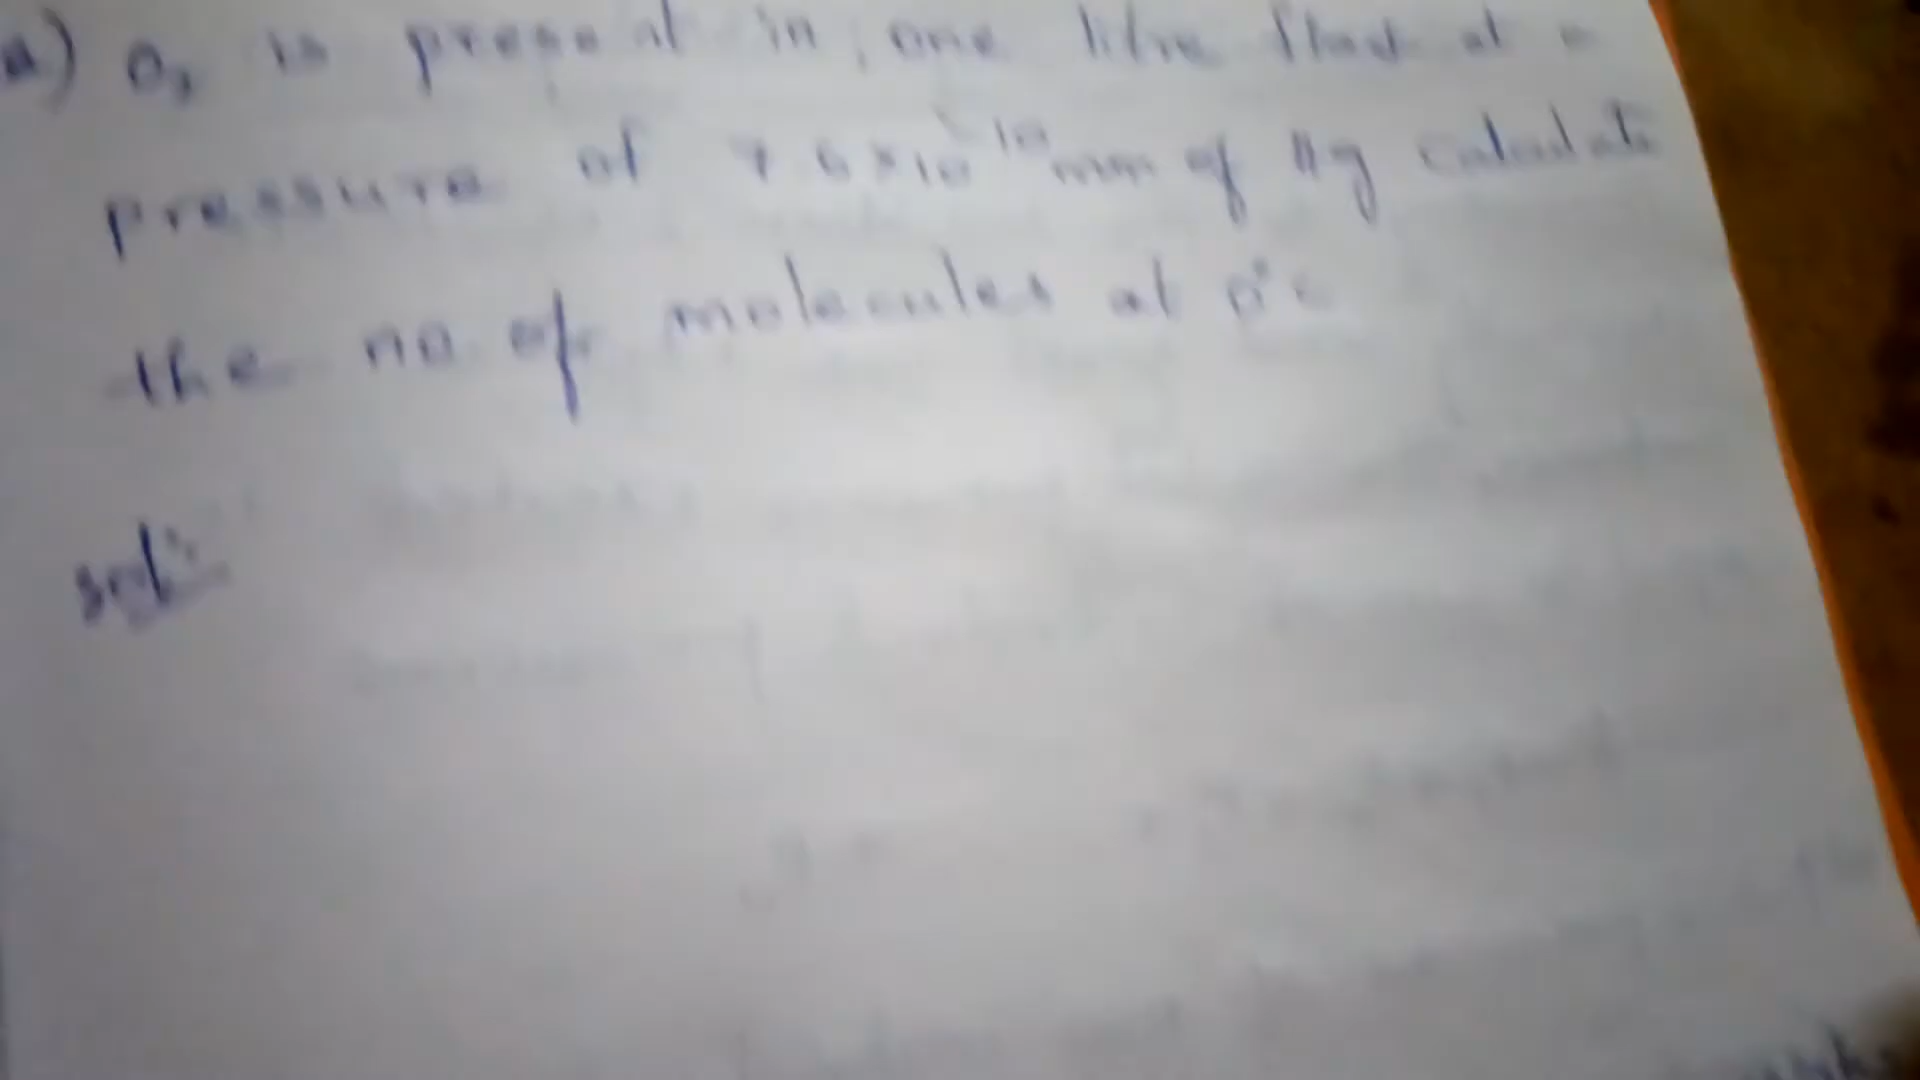 a) O₂ is present in one litre flask at a
pressure of 7.6×10⁻¹⁰ mm of Hg calculate
the no of molecules at 0°C
sol: